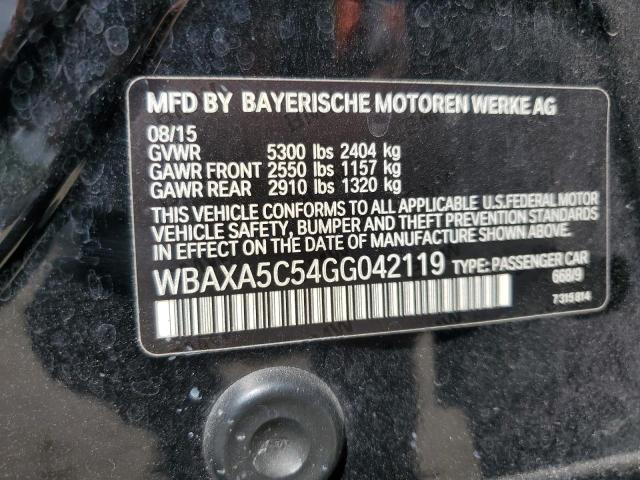 MFD BY BAYERISCHE MOTOREN WERKE AG
08/15
GVWR 5300 lbs 2404 kg
GAWR FRONT 2550 lbs 1157 kg
GAWR REAR 2910 lbs 1320 kg
THIS VEHICLE CONFORMS TO ALL APPLICABLE U.S.FEDERAL MOTOR
VEHICLE SAFETY, BUMPER AND THEFT PREVENTION STANDARDS
IN EFFECT ON THE DATE OF MANUFACTURE SHOWN ABOVE.
WBAXA5C54GG042119 TYPE: PASSENGER CAR
668/9
7315814